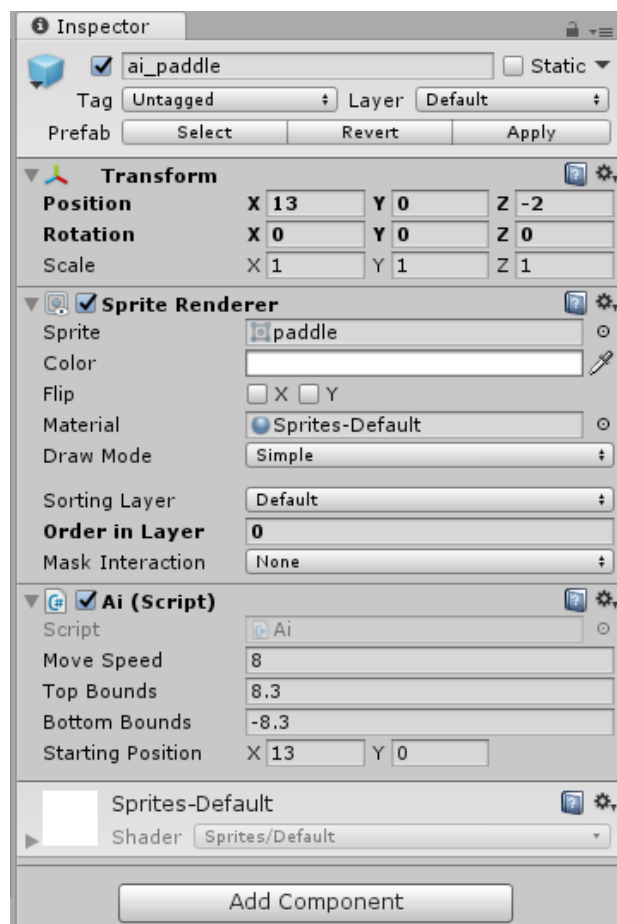 Inspector
ai_paddle Static
Tag Untagged Layer Default
Prefab Select Revert Apply
Transform
Position X 13 Y 0 Z -2
Rotation X 0 Y 0 Z 0
Scale X 1 Y 1 Z 1
Sprite Renderer
Sprite paddle
Color
Flip X Y
Material Sprites-Default
Draw Mode Simple
Sorting Layer Default
Order in Layer 0
Mask Interaction None
Ai (Script)
Script Ai
Move Speed 8
Top Bounds 8.3
Bottom Bounds -8.3
Starting Position X 13 Y 0
Sprites-Default
Shader Sprites/Default
Add Component